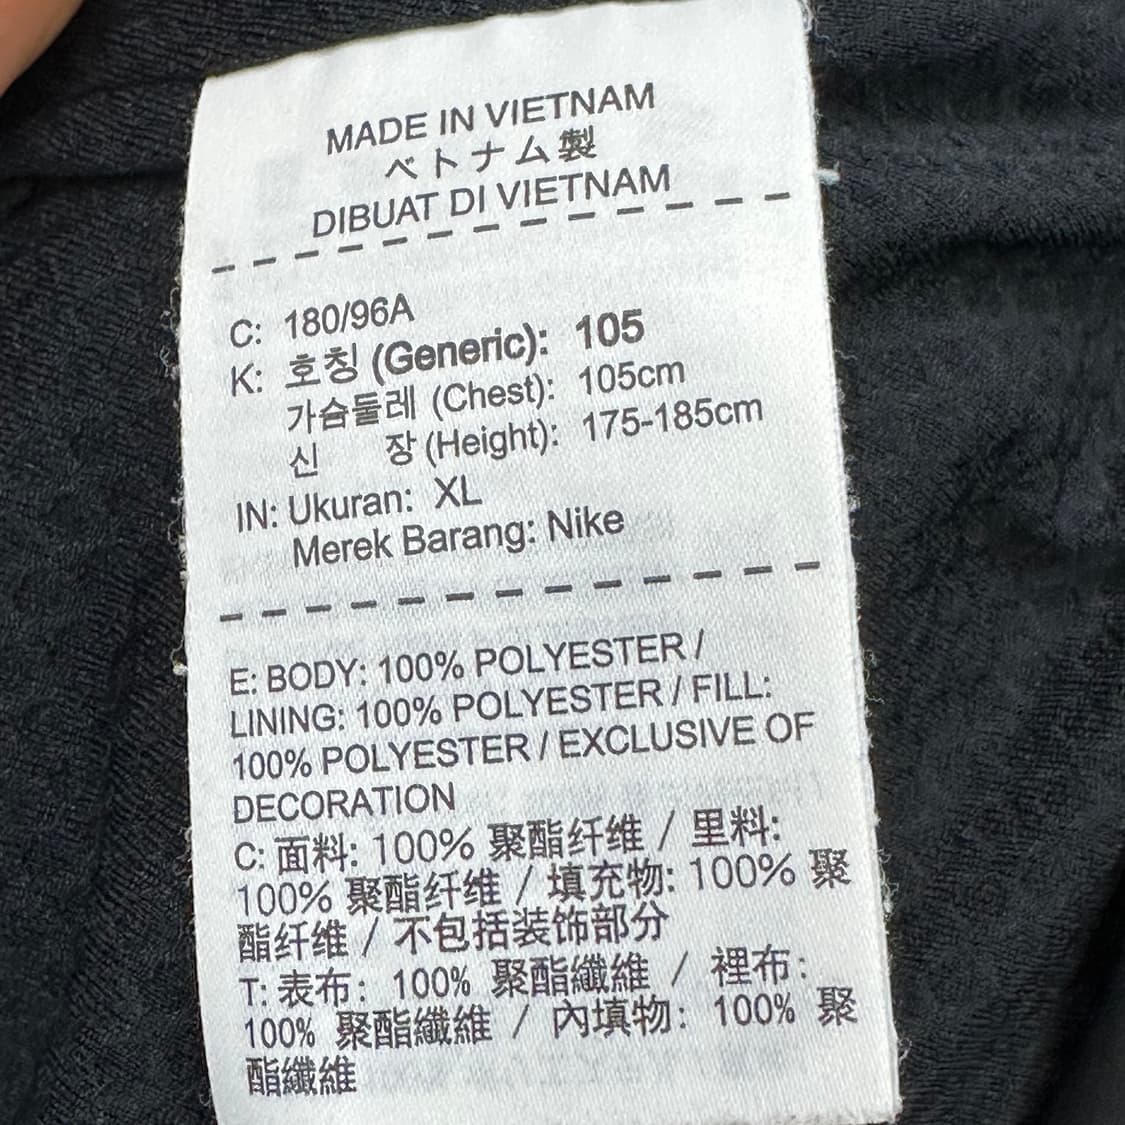 MADE IN VIETNAM
ベトナム製
DIBUAT DI VIETNAM
C: 180/96A
K: 호칭 (Generic): 105
가슴둘레 (Chest): 105cm
신 장 (Height): 175-185cm
IN: Ukuran: XL
Merek Barang: Nike
E: BODY: 100% POLYESTER /
LINING: 100% POLYESTER / FILL:
100% POLYESTER / EXCLUSIVE OF
DECORATION
C: 面料: 100% 聚酯纤维 / 里料:
100% 聚酯纤维 / 填充物: 100% 聚
酯纤维 / 不包括装饰部分
T: 表布: 100% 聚酯纖維 / 裡布:
100% 聚酯纖維 / 內填物: 100% 聚
酯纖維